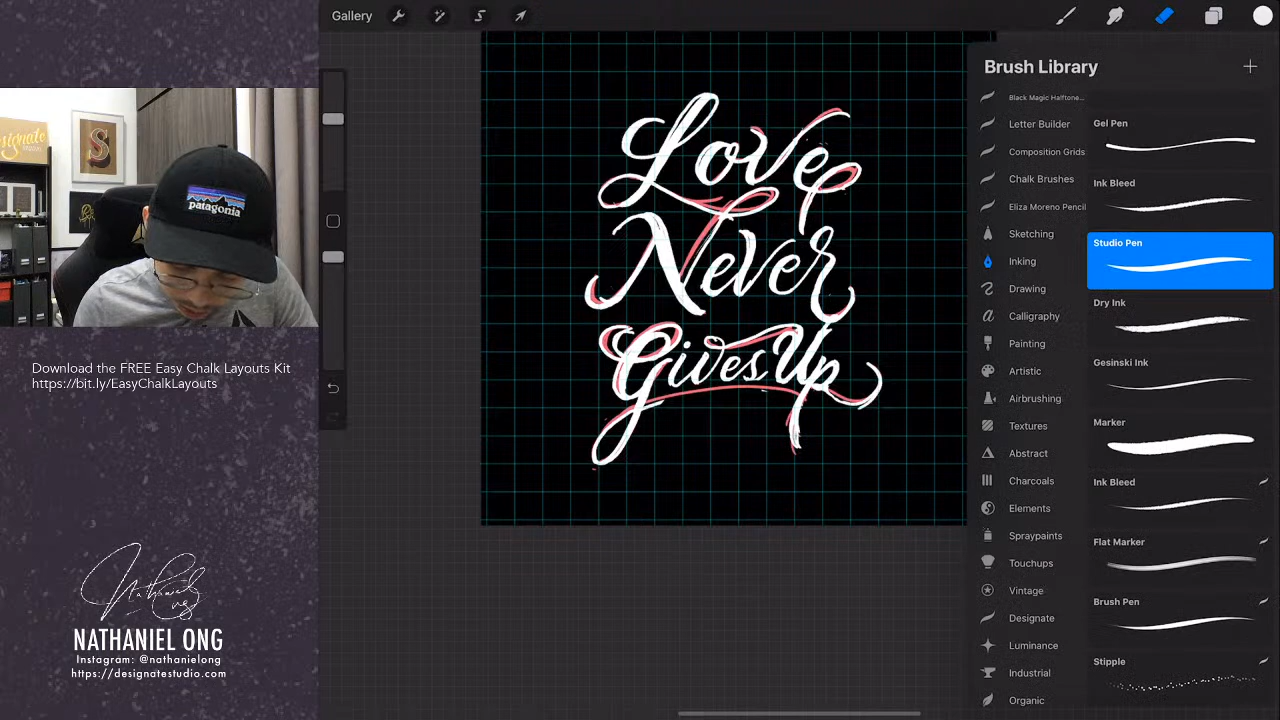 Gallery
Brush Library
Black Magic Halftone...
Letter Builder
Composition Grids
Chalk Brushes
Eliza Moreno Pencil
Sketching
Inking
Drawing
Calligraphy
Painting
Artistic
Airbrushing
Textures
Abstract
Charcoals
Elements
Spraypaints
Touchups
Vintage
Designate
Luminance
Industrial
Organic
Gel Pen
Ink Bleed
Studio Pen
Dry Ink
Gesinski Ink
Marker
Ink Bleed
Flat Marker
Brush Pen
Stipple
Love
Never
Gives Up
designate
S
patagonia
Download the FREE Easy Chalk Layouts Kit
https://bit.ly/EasyChalkLayouts
Nathaniel Ong
NATHANIEL ONG
Instagram: @nathanielong
https://designatestudio.com